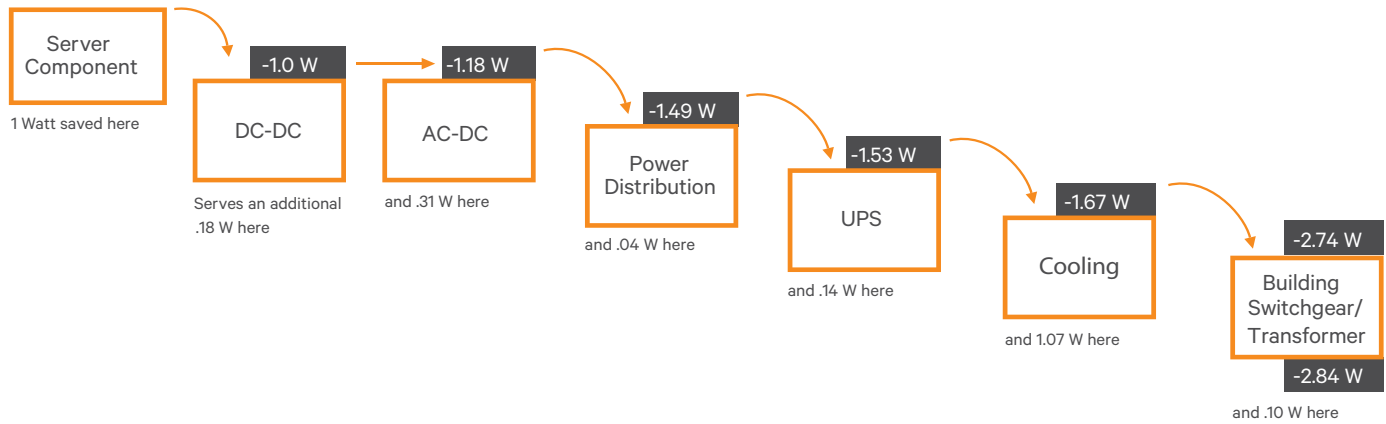 Server
Component
1 Watt saved here
-1.0 W
DC-DC
Serves an additional
.18 W here
-1.18 W
AC-DC
and .31 W here
-1.49 W
Power
Distribution
and .04 W here
-1.53 W
UPS
and .14 W here
-1.67 W
Cooling
and 1.07 W here
-2.74 W
Building
Switchgear/
Transformer
-2.84 W
and .10 W here